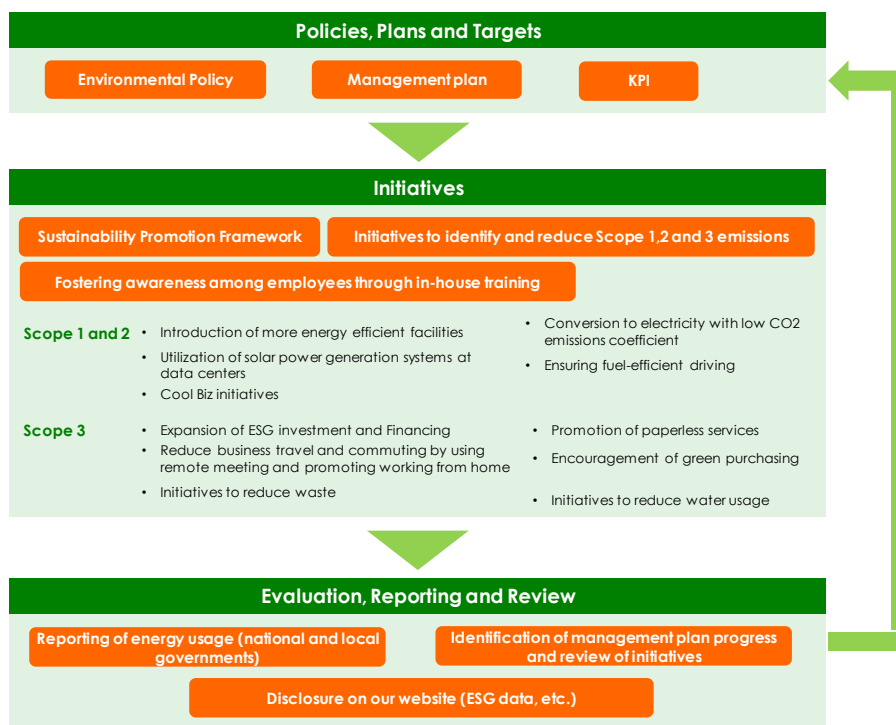 Policies, Plans and Targets
Environmental Policy
Management plan
KPI
Initiatives
Sustainability Promotion Framework
Initiatives to identify and reduce Scope 1,2 and 3 emissions
Fostering awareness among employees through in-house training
Scope 1 and 2
• Introduction of more energy efficient facilities
• Utilization of solar power generation systems at
data centers
• Cool Biz initiatives
• Conversion to electricity with low CO2
emissions coefficient
• Ensuring fuel-efficient driving
Scope 3
• Expansion of ESG investment and Financing
• Reduce business travel and commuting by using
remote meeting and promoting working from home
• Initiatives to reduce waste
• Promotion of paperless services
• Encouragement of green purchasing
• Initiatives to reduce water usage
Evaluation, Reporting and Review
Reporting of energy usage (national and local
governments)
Identification of management plan progress
and review of initiatives
Disclosure on our website (ESG data, etc.)